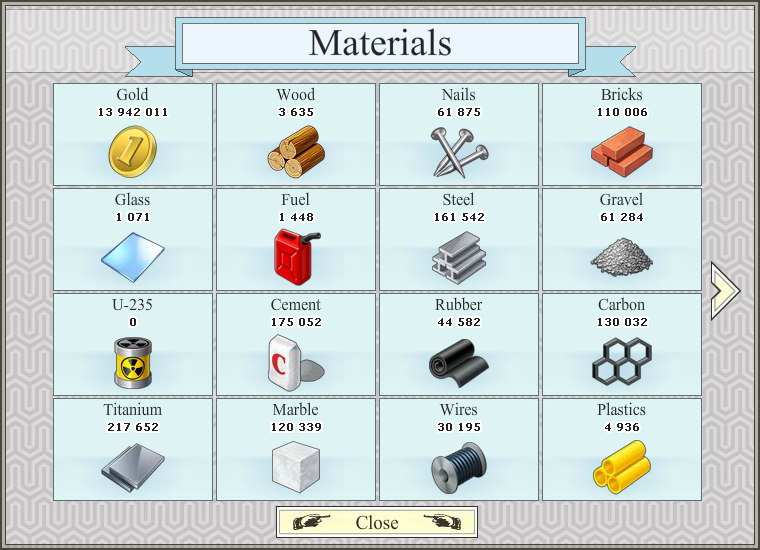 Materials
Gold Wood Nails Bricks
13 942 011 3 635 61 875 110 006
1
Glass Fuel Steel Gravel
1 071 1 448 161 542 61 284
U-235 Cement Rubber Carbon
0 175 052 44 582 130 032
C
Titanium Marble Wires Plastics
217 652 120 339 30 195 4 936
Close